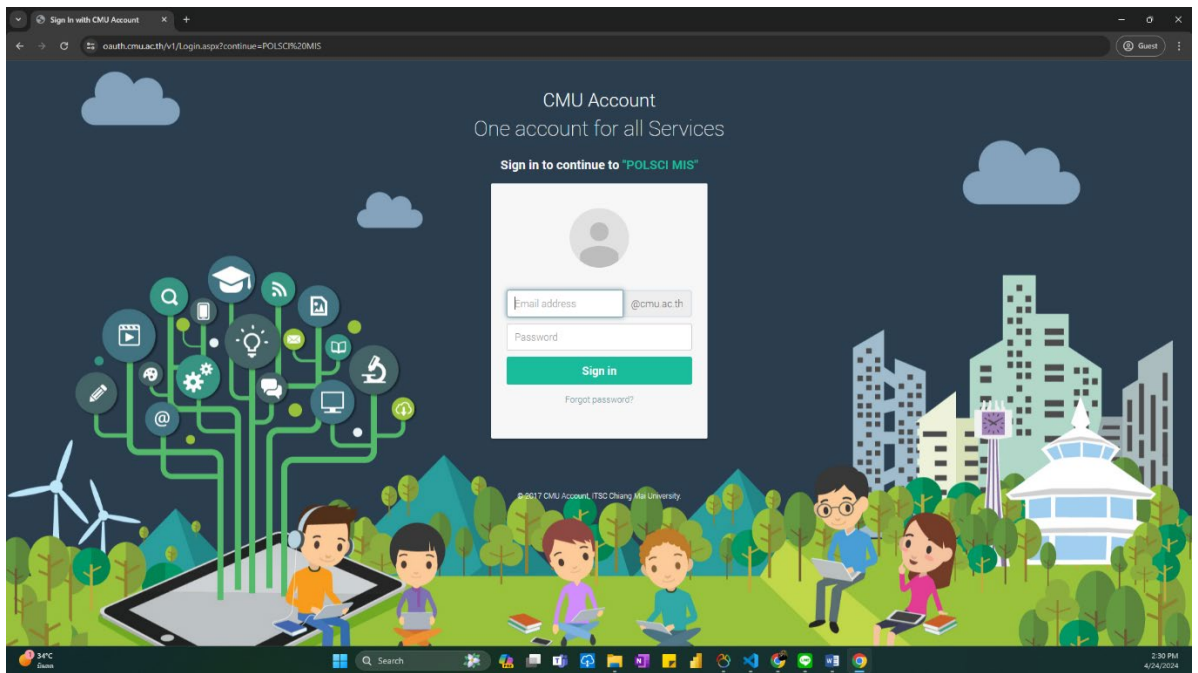 Sign in with CMU Account
oauth.cmu.ac.th/v1/Login.aspx?continue=POLSCI%20MIS
Guest
CMU Account
One account for all Services
Sign in to continue to "POLSCI MIS"
Email address
@cmu.ac.th
Password
Sign in
Forgot password?
© 2017 CMU Account, ITSC Chiang Mai University.
34°C
Search
2:30 PM
4/24/2024